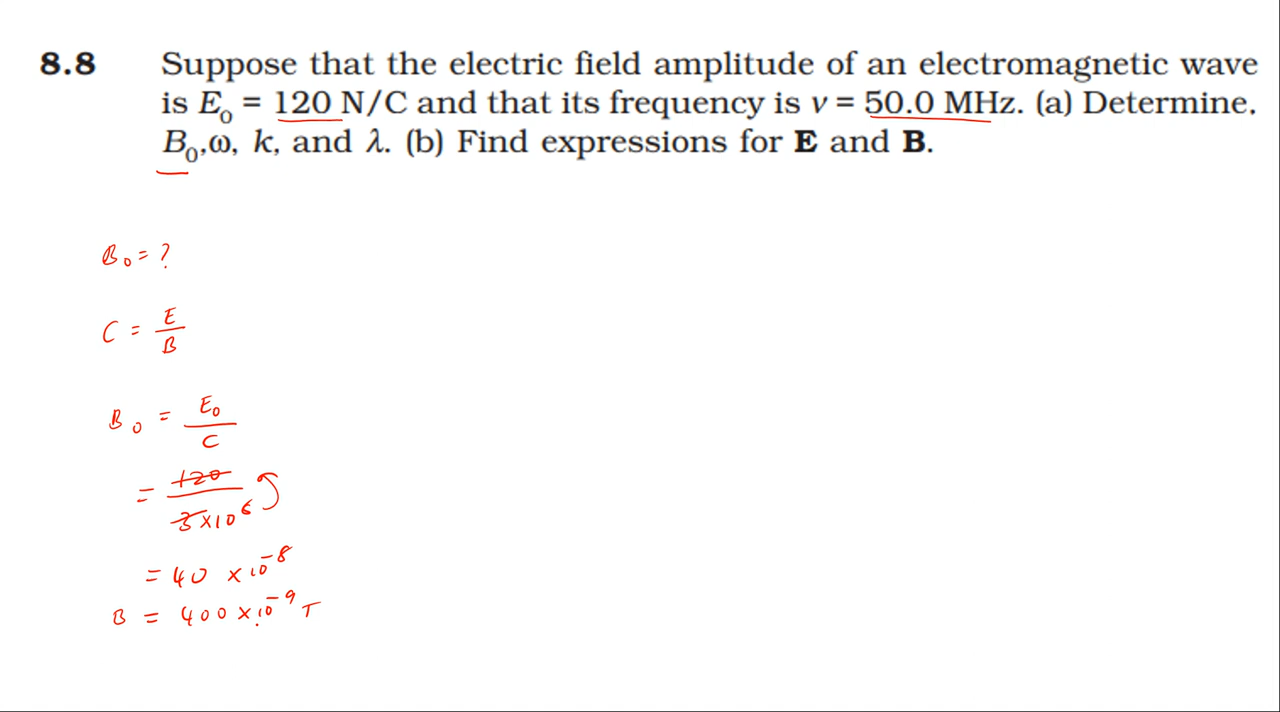 8.8 Suppose that the electric field amplitude of an electromagnetic wave
is E₀ = 120 N/C and that its frequency is ν = 50.0 MHz. (a) Determine,
B₀,ω, k, and λ. (b) Find expressions for E and B.
B₀ = ?
C = E/B
B₀ = E₀/C
= 120/3×10⁶
= 40 × 10⁻⁸
B = 400 × 10⁻⁹ T